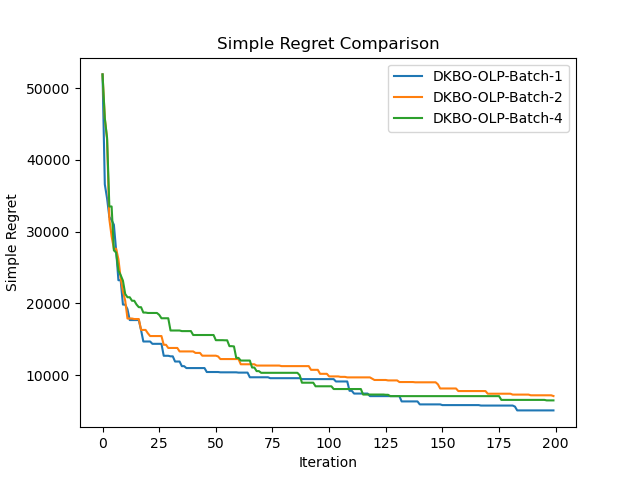 Simple Regret Comparison
DKBO-OLP-Batch-1
DKBO-OLP-Batch-2
DKBO-OLP-Batch-4
Simple Regret
50000
40000
30000
20000
10000
0 25 50 75 100 125 150 175 200
Iteration